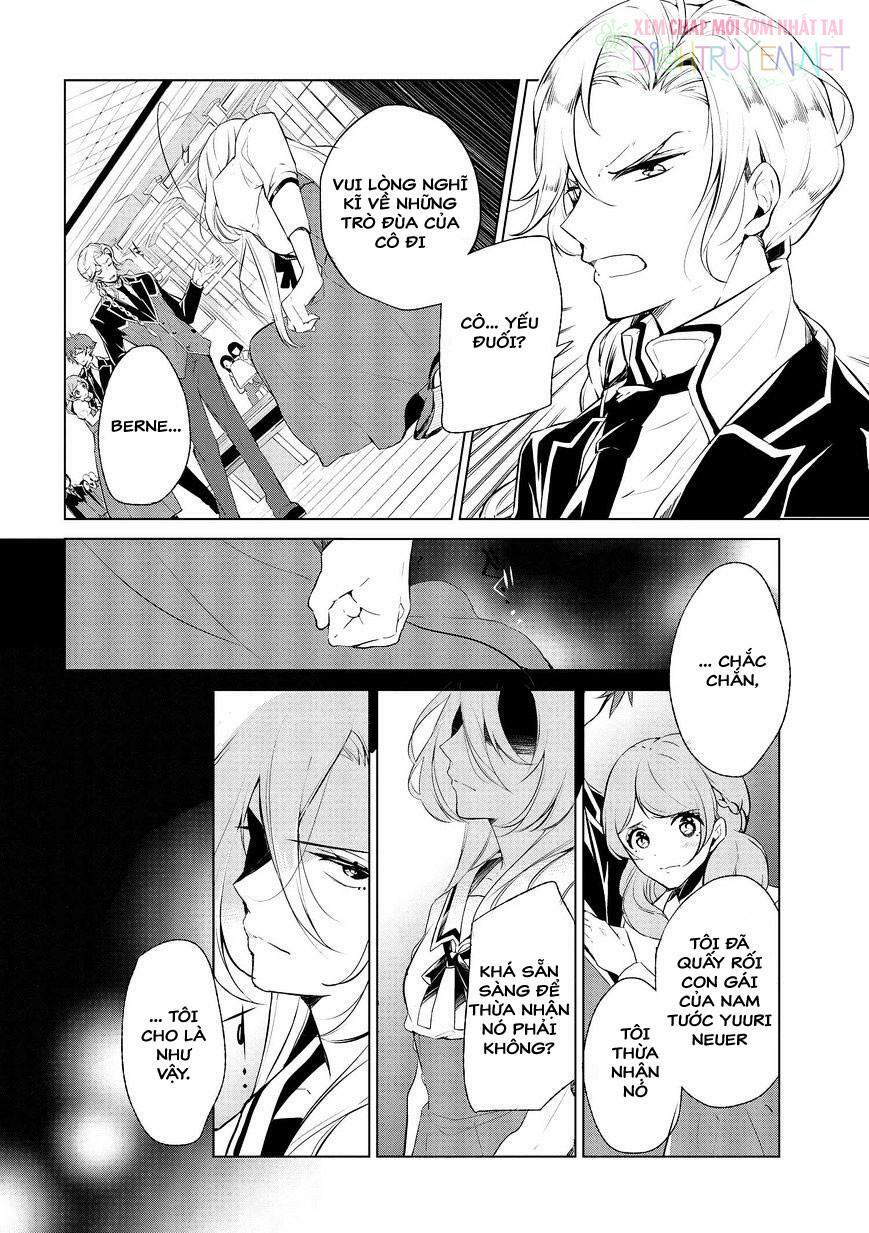 XEM CHAP MỚI SỚM NHẤT TẠI
DICHTRUYEN.NET
CÔ... YẾU
ĐUỐI?
VUI LÒNG NGHĨ
KĨ VỀ NHỮNG
TRÒ ĐÙA CỦA
CÔ ĐI
BERNE...
... CHẮC
CHẮN,
TÔI ĐÃ
QUẤY RỐI
CON GÁI
CỦA NAM
TƯỚC YUURI
NEUER
TÔI
THỪA
NHẬN
NÓ
KHÁ SẴN
SÀNG ĐỂ
THỪA NHẬN
NÓ PHẢI
KHÔNG?
... TÔI
CHO LÀ
NHƯ
VẬY.